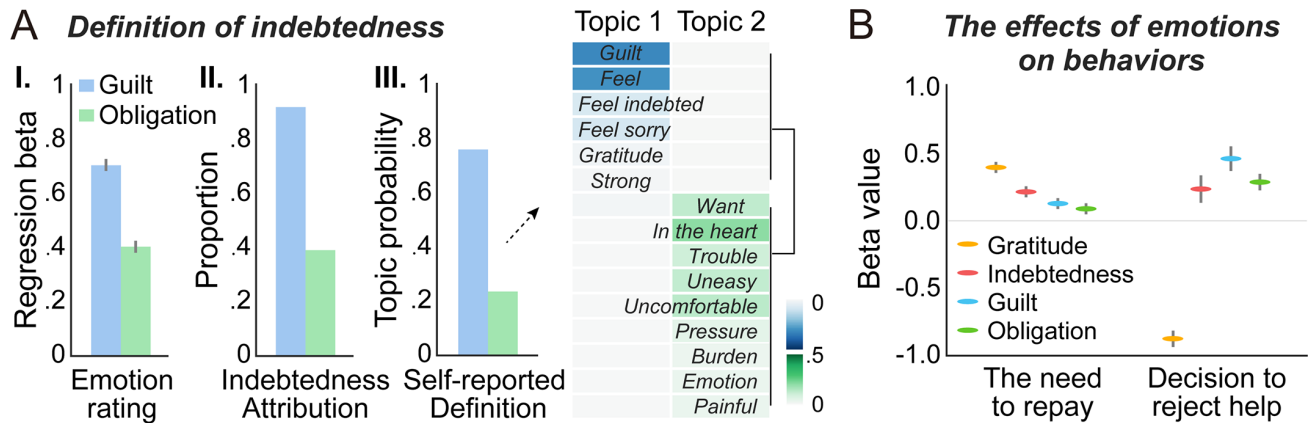 A Definition of indebtedness
I.
1
.8
.6
.4
.2
0
Regression beta
Guilt
Obligation
Emotion
rating
II.
1
.8
.6
.4
.2
0
Proportion
Indebtedness
Attribution
III.
1
.8
.6
.4
.2
0
Topic probability
Self-reported
Definition
Topic 1 Topic 2
Guilt
Feel
Feel indebted
Feel sorry
Gratitude
Strong
Want
In the heart
Trouble
Uneasy
Uncomfortable
Pressure
Burden
Emotion
Painful
0
.5
0
B The effects of emotions
on behaviors
1.0
0.5
0.0
-0.5
-1.0
Beta value
Gratitude
Indebtedness
Guilt
Obligation
The need
to repay
Decision to
reject help